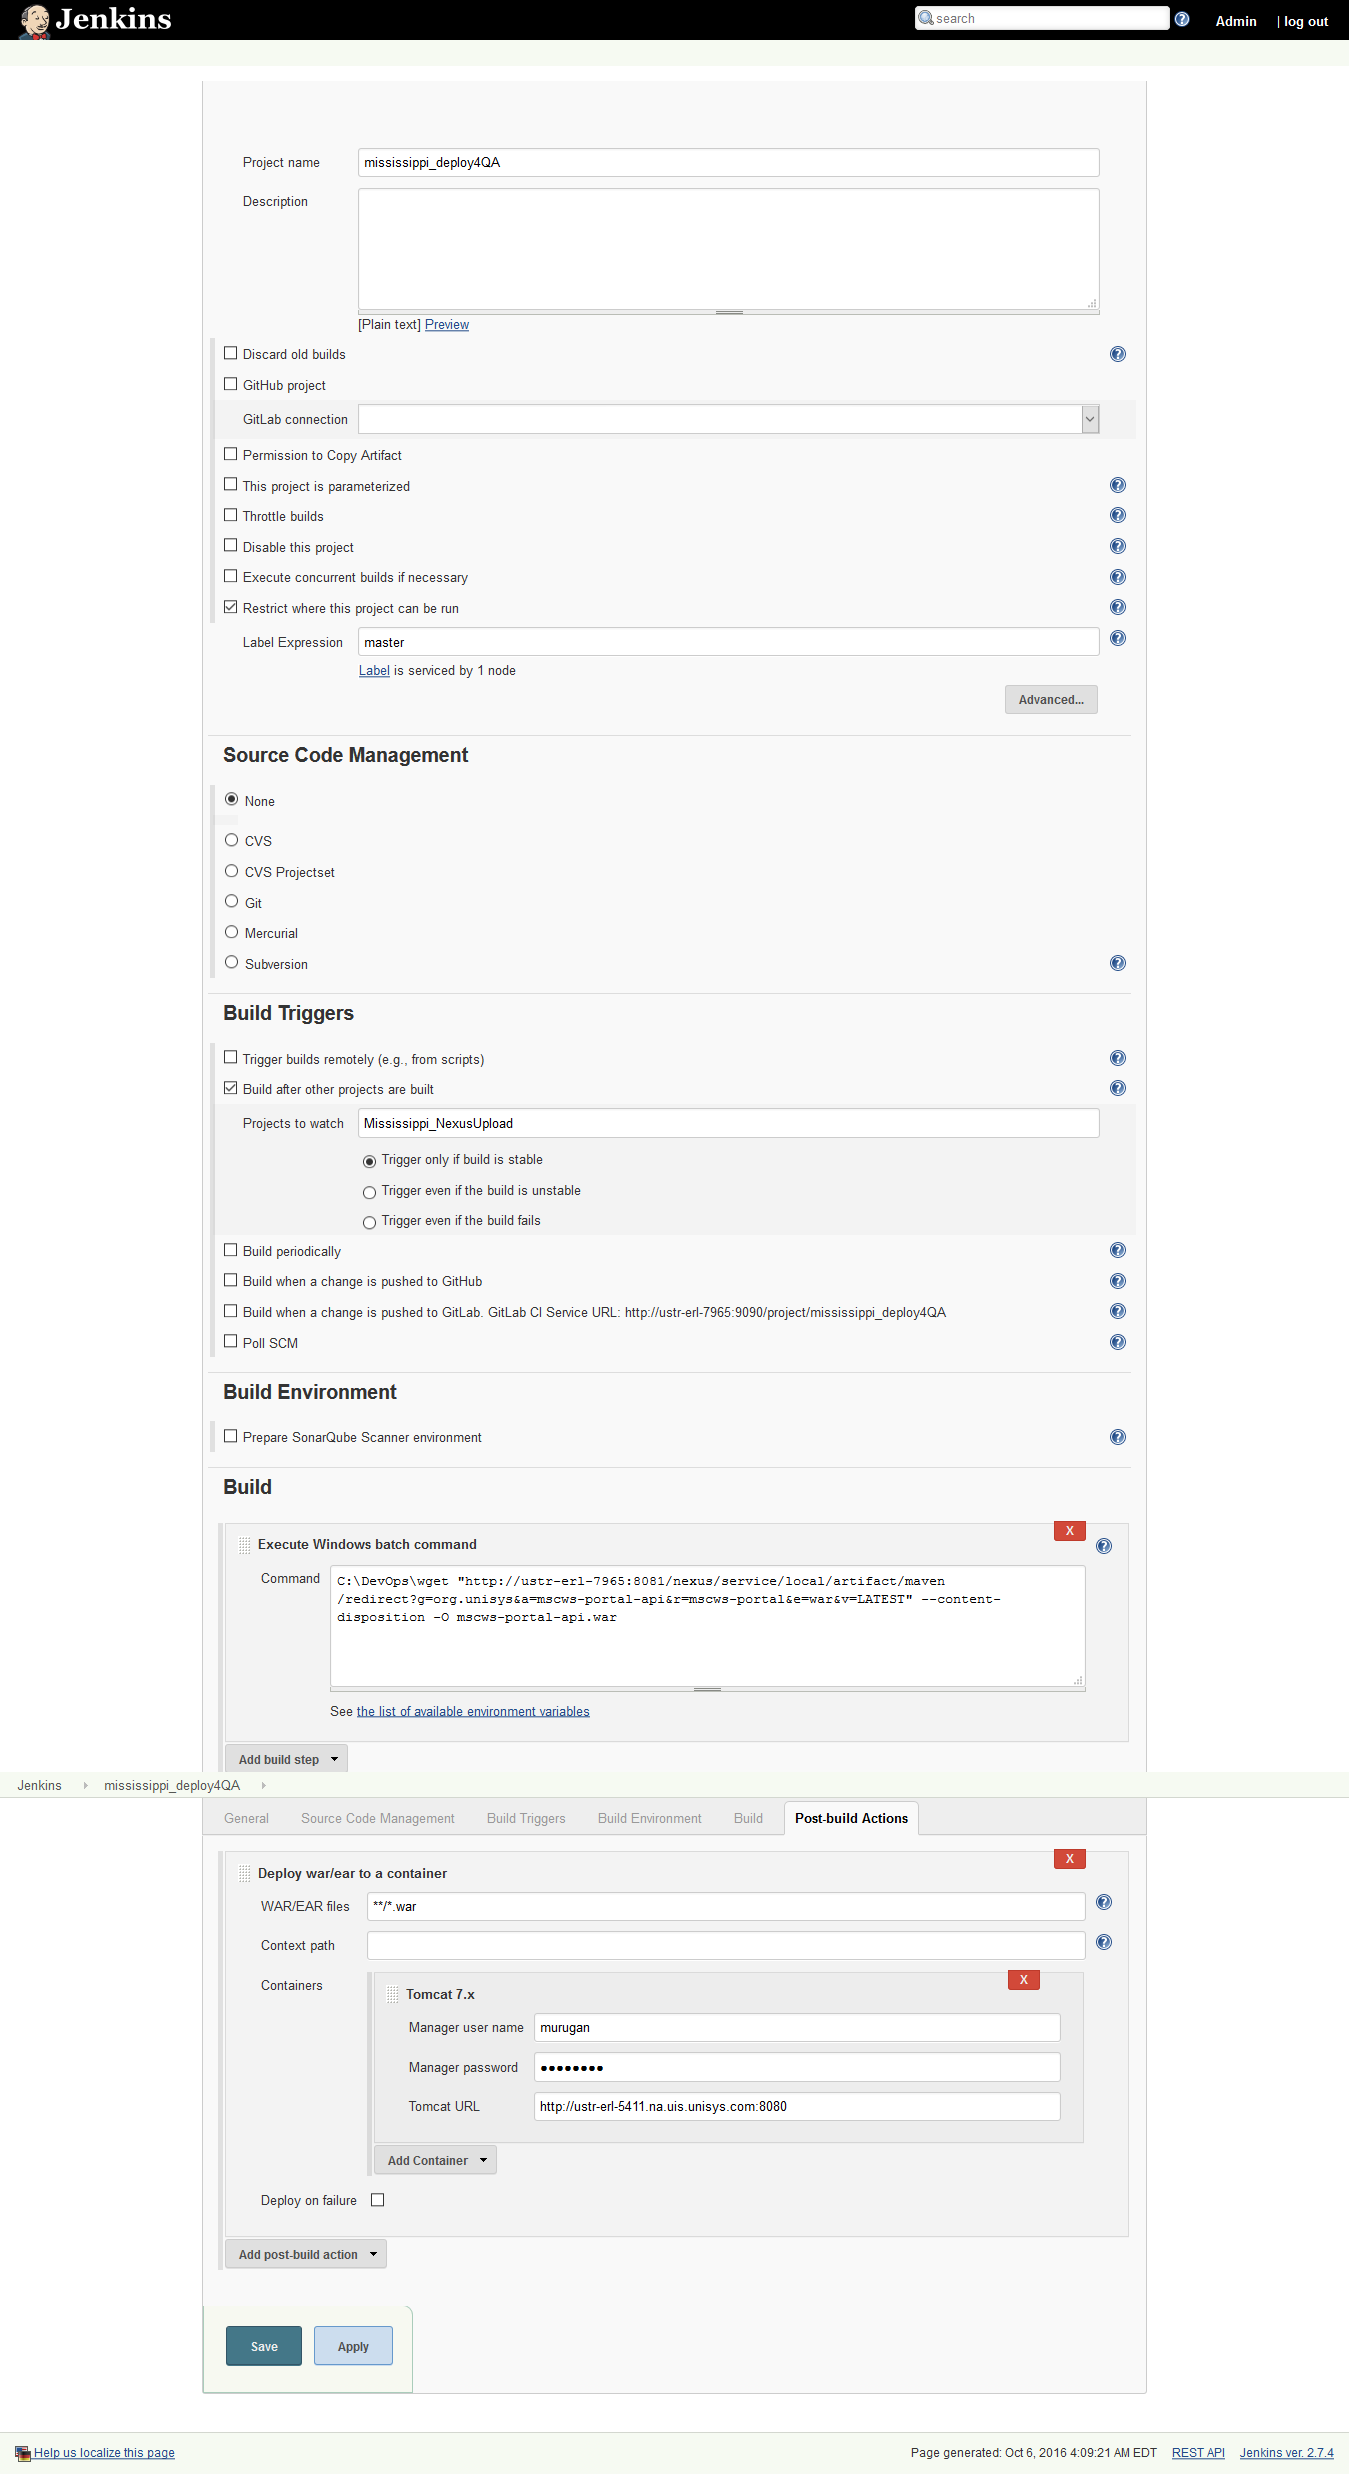 Jenkins
search
Admin
| log out
Project name
mississippi_deploy4QA
Description
[Plain text] Preview
Discard old builds
GitHub project
GitLab connection
Permission to Copy Artifact
This project is parameterized
Throttle builds
Disable this project
Execute concurrent builds if necessary
Restrict where this project can be run
Label Expression
master
Label is serviced by 1 node
Advanced...
Source Code Management
None
CVS
CVS Projectset
Git
Mercurial
Subversion
Build Triggers
Trigger builds remotely (e.g., from scripts)
Build after other projects are built
Projects to watch
Mississippi_NexusUpload
Trigger only if build is stable
Trigger even if the build is unstable
Trigger even if the build fails
Build periodically
Build when a change is pushed to GitHub
Build when a change is pushed to GitLab. GitLab CI Service URL: http://ustr-erl-7965:9090/project/mississippi_deploy4QA
Poll SCM
Build Environment
Prepare SonarQube Scanner environment
Build
X
Execute Windows batch command
Command
C:\DevOps\wget "http://ustr-erl-7965:8081/nexus/service/local/artifact/maven
/redirect?g=org.unisys&a=mscws-portal-api&r=mscws-portal&e=war&v=LATEST" --content-
disposition -O mscws-portal-api.war
See the list of available environment variables
Add build step
Jenkins
mississippi_deploy4QA
General
Source Code Management
Build Triggers
Build Environment
Build
Post-build Actions
X
Deploy war/ear to a container
WAR/EAR files
**/*.war
Context path
Containers
X
Tomcat 7.x
Manager user name
murugan
Manager password
●●●●●●●●
Tomcat URL
http://ustr-erl-5411.na.uis.unisys.com:8080
Add Container
Deploy on failure
Add post-build action
Save
Apply
Help us localize this page
Page generated: Oct 6, 2016 4:09:21 AM EDT
REST API
Jenkins ver. 2.7.4